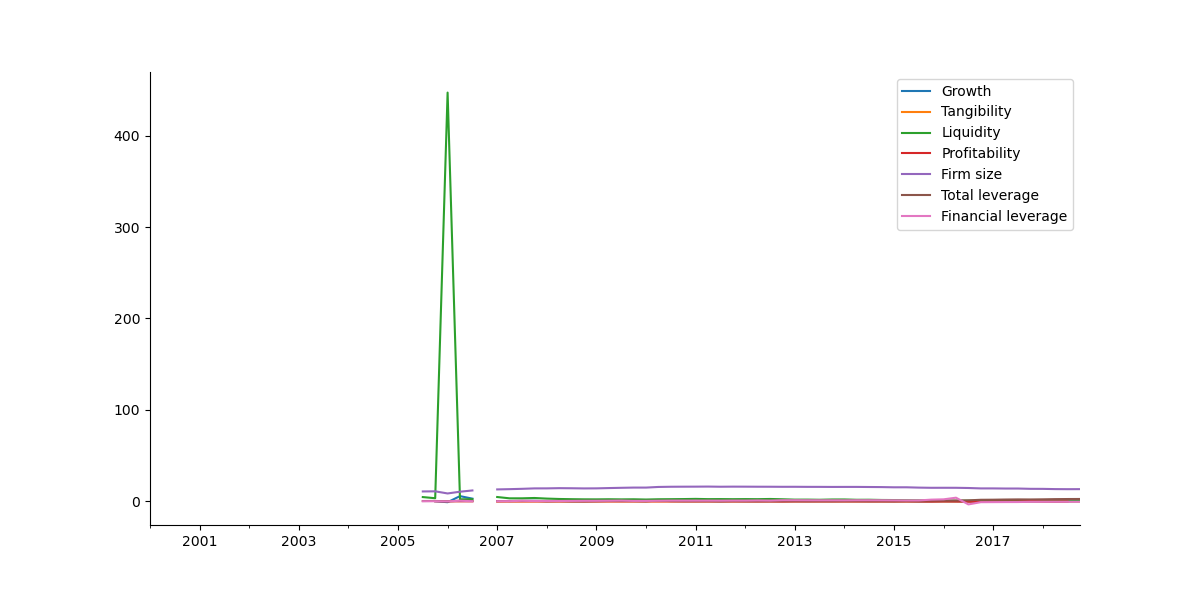 400
300
200
100
0
2001 2003 2005 2007 2009 2011 2013 2015 2017
Growth
Tangibility
Liquidity
Profitability
Firm size
Total leverage
Financial leverage